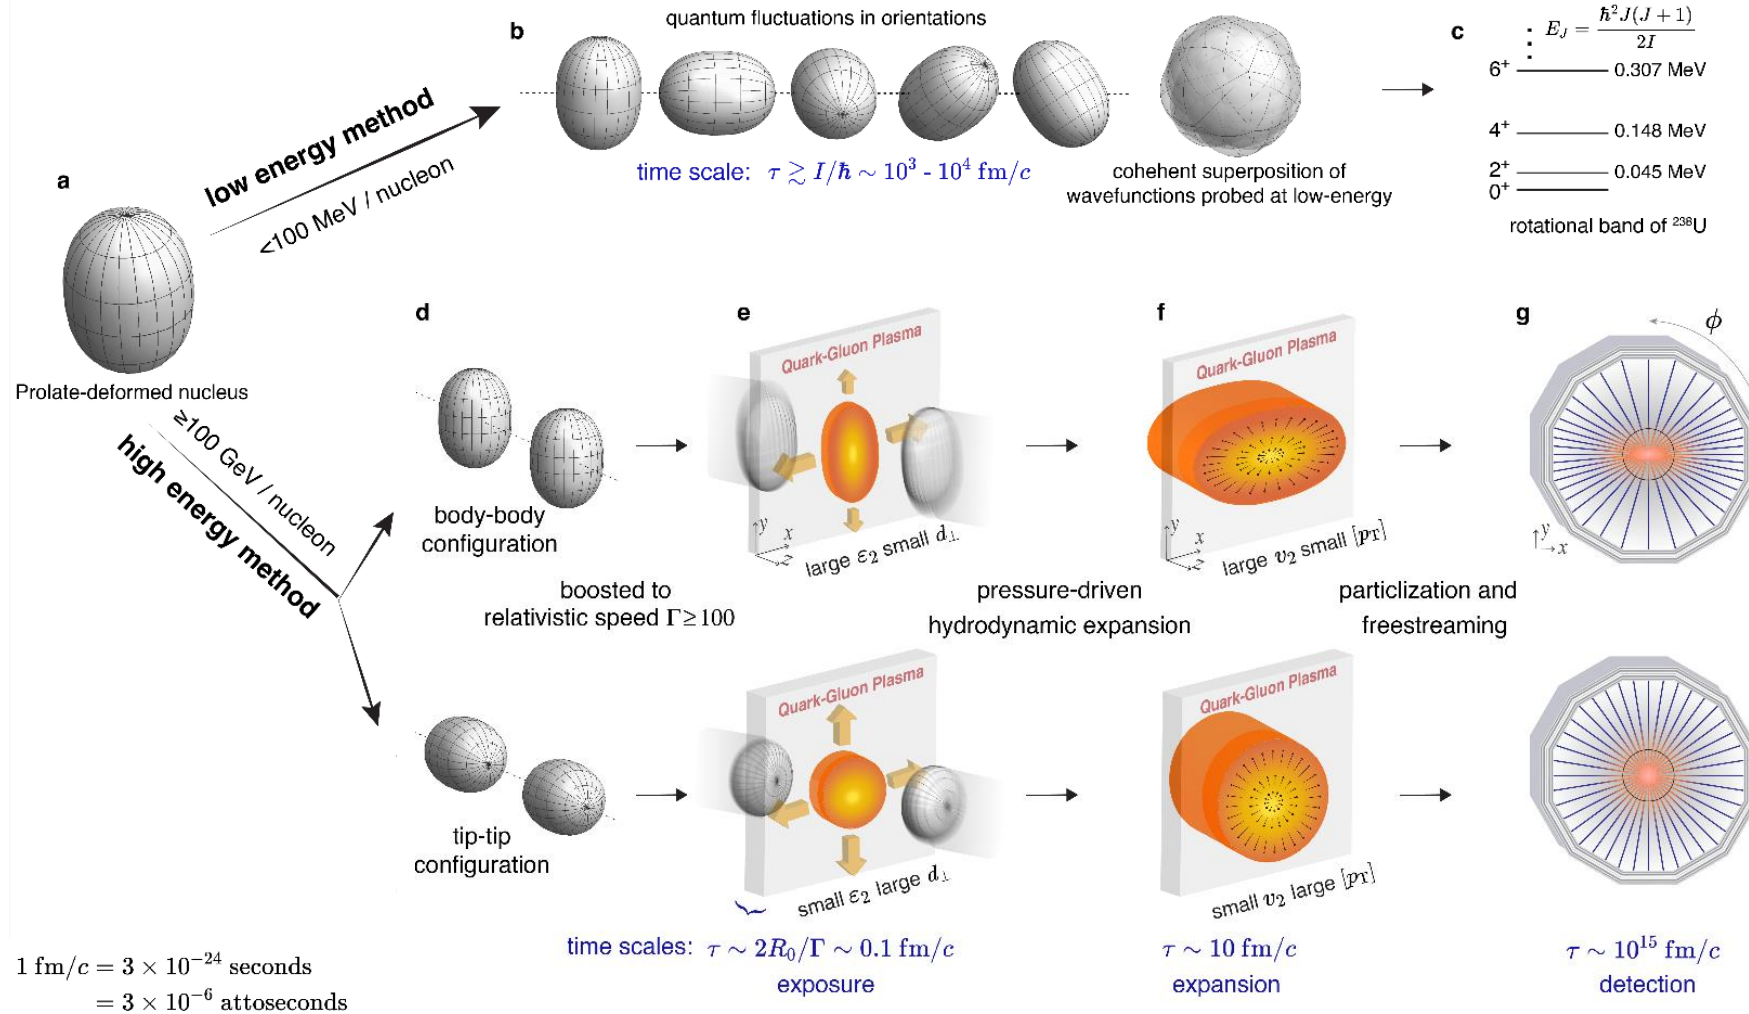 quantum fluctuations in orientations
b
c
E_J = ħ²J(J + 1) / 2I
6⁺ 0.307 MeV
4⁺ 0.148 MeV
2⁺ 0.045 MeV
0⁺
rotational band of ²³⁸U
time scale: τ ≳ I/ħ ∼ 10³ - 10⁴ fm/c
cohehent superposition of
wavefunctions probed at low-energy
low energy method
<100 MeV / nucleon
a
Prolate-deformed nucleus
≥100 GeV / nucleon
high energy method
d
body-body
configuration
boosted to
relativistic speed Γ≥100
tip-tip
configuration
e
Quark-Gluon Plasma
y
x
z
large ε₂ small d⊥
pressure-driven
hydrodynamic expansion
Quark-Gluon Plasma
small ε₂ large d⊥
f
Quark-Gluon Plasma
y
x
z
large v₂ small [p_T]
particlization and
freestreaming
Quark-Gluon Plasma
small v₂ large [p_T]
g
ϕ
y
x
time scales: τ ∼ 2R₀/Γ ∼ 0.1 fm/c
exposure
τ ∼ 10 fm/c
expansion
τ ∼ 10¹⁵ fm/c
detection
1 fm/c = 3 × 10⁻²⁴ seconds
= 3 × 10⁻⁶ attoseconds